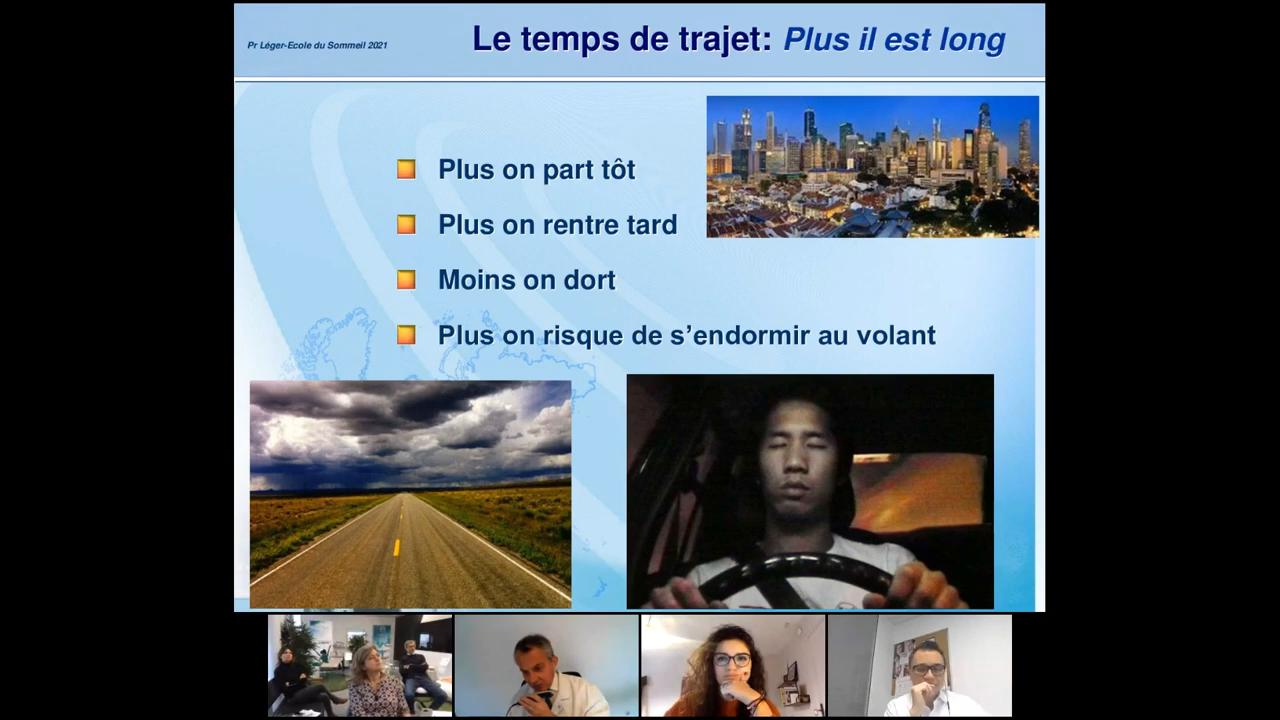 Pr Léger-Ecole du Sommeil 2021
Le temps de trajet: Plus il est long
Plus on part tôt
Plus on rentre tard
Moins on dort
Plus on risque de s’endormir au volant